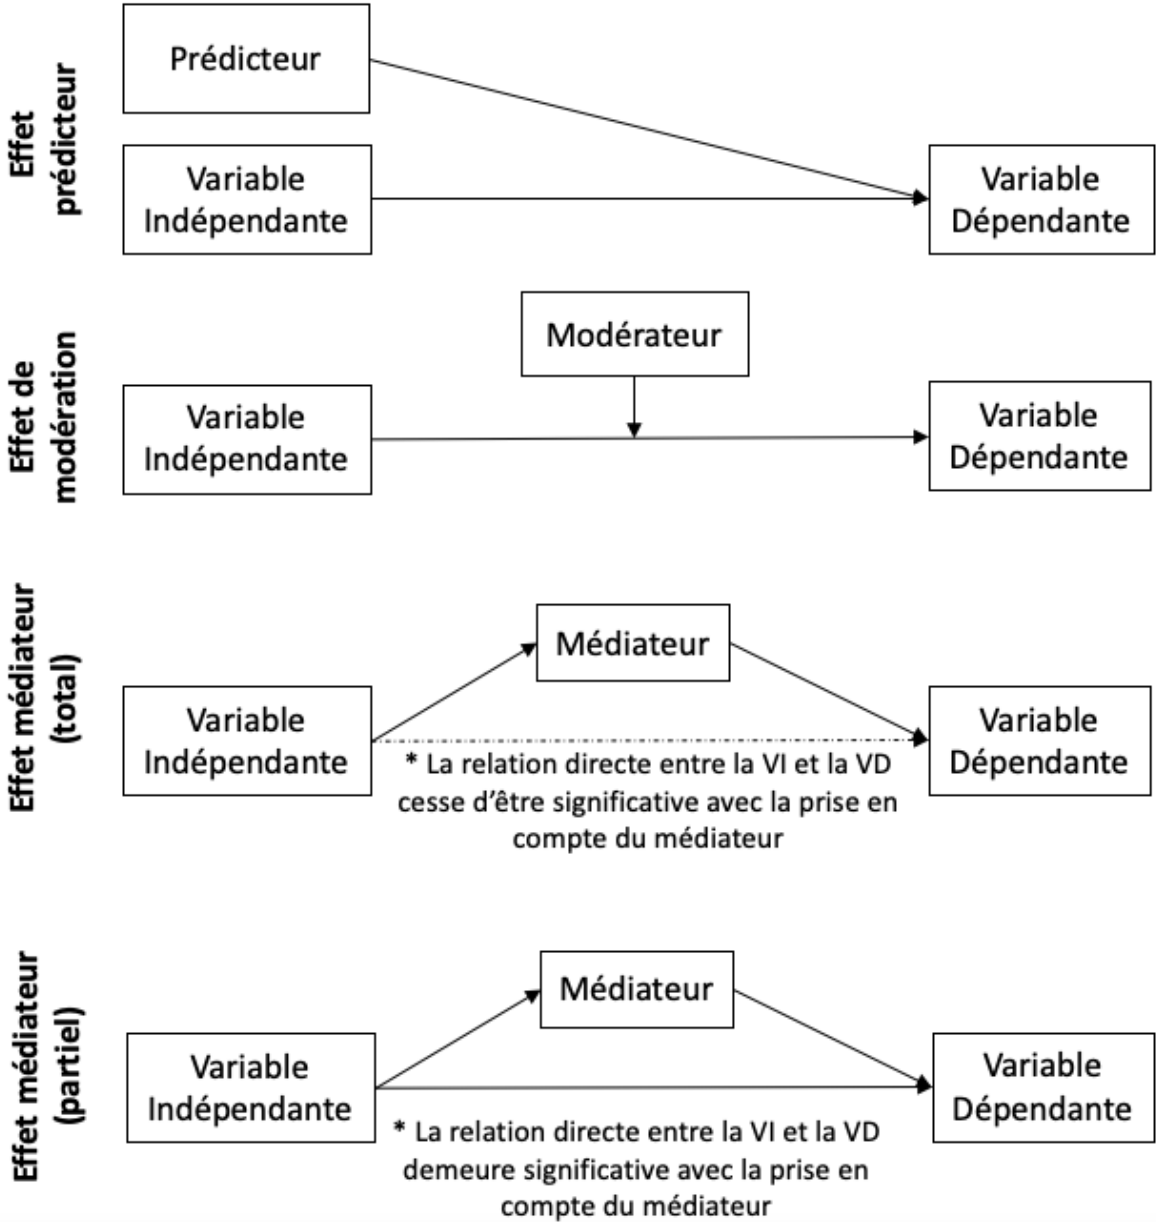 Effet
prédicteur
Prédicteur
Variable
Indépendante
Variable
Dépendante
Effet de
modération
Modérateur
Variable
Indépendante
Variable
Dépendante
Effet médiateur
(total)
Médiateur
Variable
Indépendante
Variable
Dépendante
* La relation directe entre la VI et la VD
cesse d'être significative avec la prise en
compte du médiateur
Effet médiateur
(partiel)
Médiateur
Variable
Indépendante
Variable
Dépendante
* La relation directe entre la VI et la VD
demeure significative avec la prise en
compte du médiateur